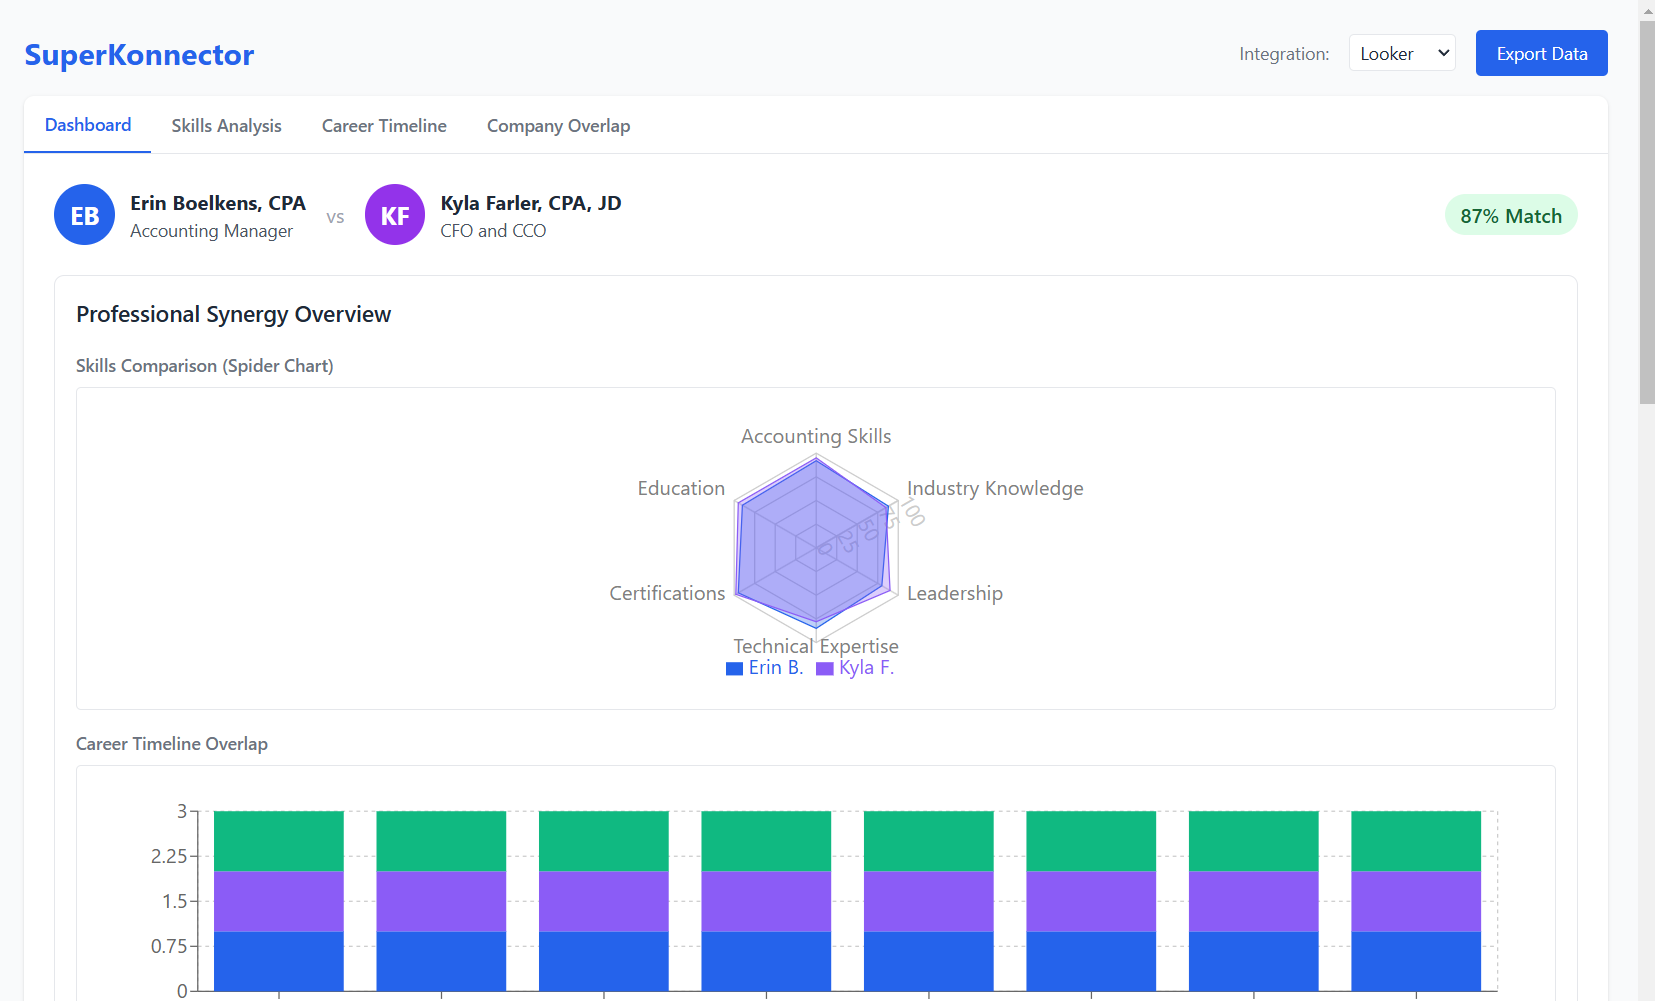 SuperKonnector
Integration:
Looker
Export Data
Dashboard
Skills Analysis
Career Timeline
Company Overlap
EB
Erin Boelkens, CPA
Accounting Manager
vs
KF
Kyla Farler, CPA, JD
CFO and CCO
87% Match
Professional Synergy Overview
Skills Comparison (Spider Chart)
Accounting Skills
Education
Industry Knowledge
100
75
50
25
0
Certifications
Leadership
Technical Expertise
Erin B.
Kyla F.
Career Timeline Overlap
3
2.25
1.5
0.75
0